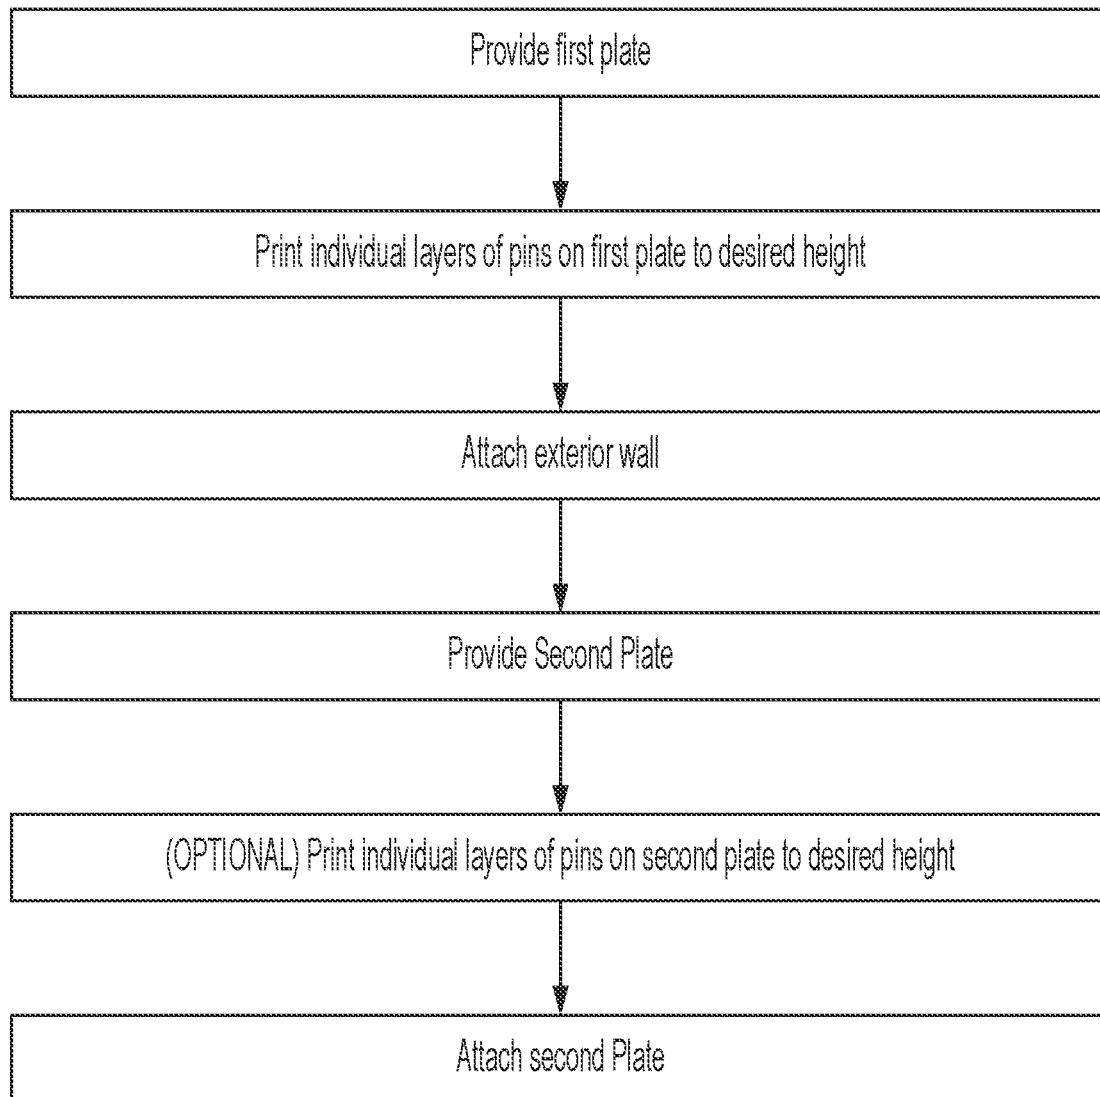 Provide first plate
Print individual layers of pins on first plate to desired height
Attach exterior wall
Provide Second Plate
(OPTIONAL) Print individual layers of pins on second plate to desired height
Attach second Plate